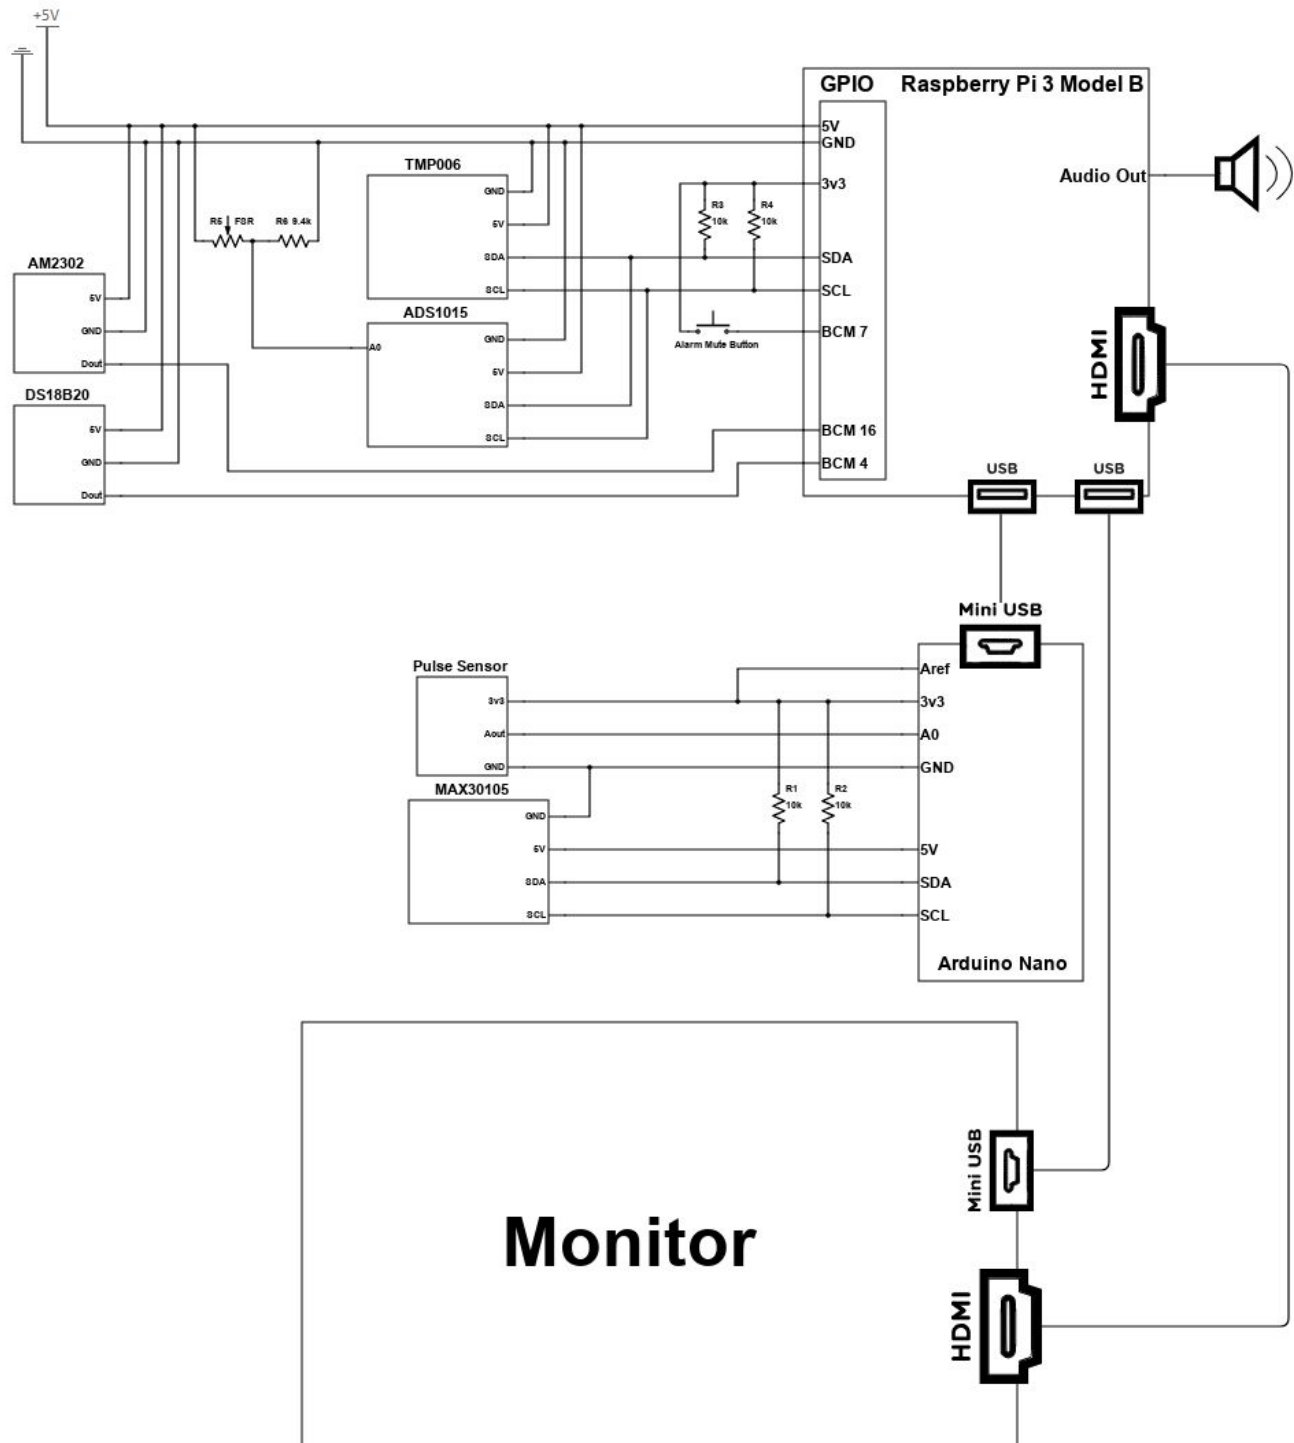 +5V
GPIO
Raspberry Pi 3 Model B
5V
GND
3v3
SDA
SCL
BCM 7
BCM 16
BCM 4
Audio Out
HDMI
USB
USB
TMP006
GND
5V
SDA
SCL
R3
10k
R4
10k
Alarm Mute Button
R5
FSR
R6 9.4k
AM2302
5V
GND
Dout
ADS1015
A0
GND
5V
SDA
SCL
DS18B20
5V
GND
Dout
Mini USB
Pulse Sensor
3v3
Aout
GND
Aref
3v3
A0
GND
5V
SDA
SCL
Arduino Nano
R1
10k
R2
10k
MAX30105
GND
5V
SDA
SCL
Monitor
Mini USB
HDMI